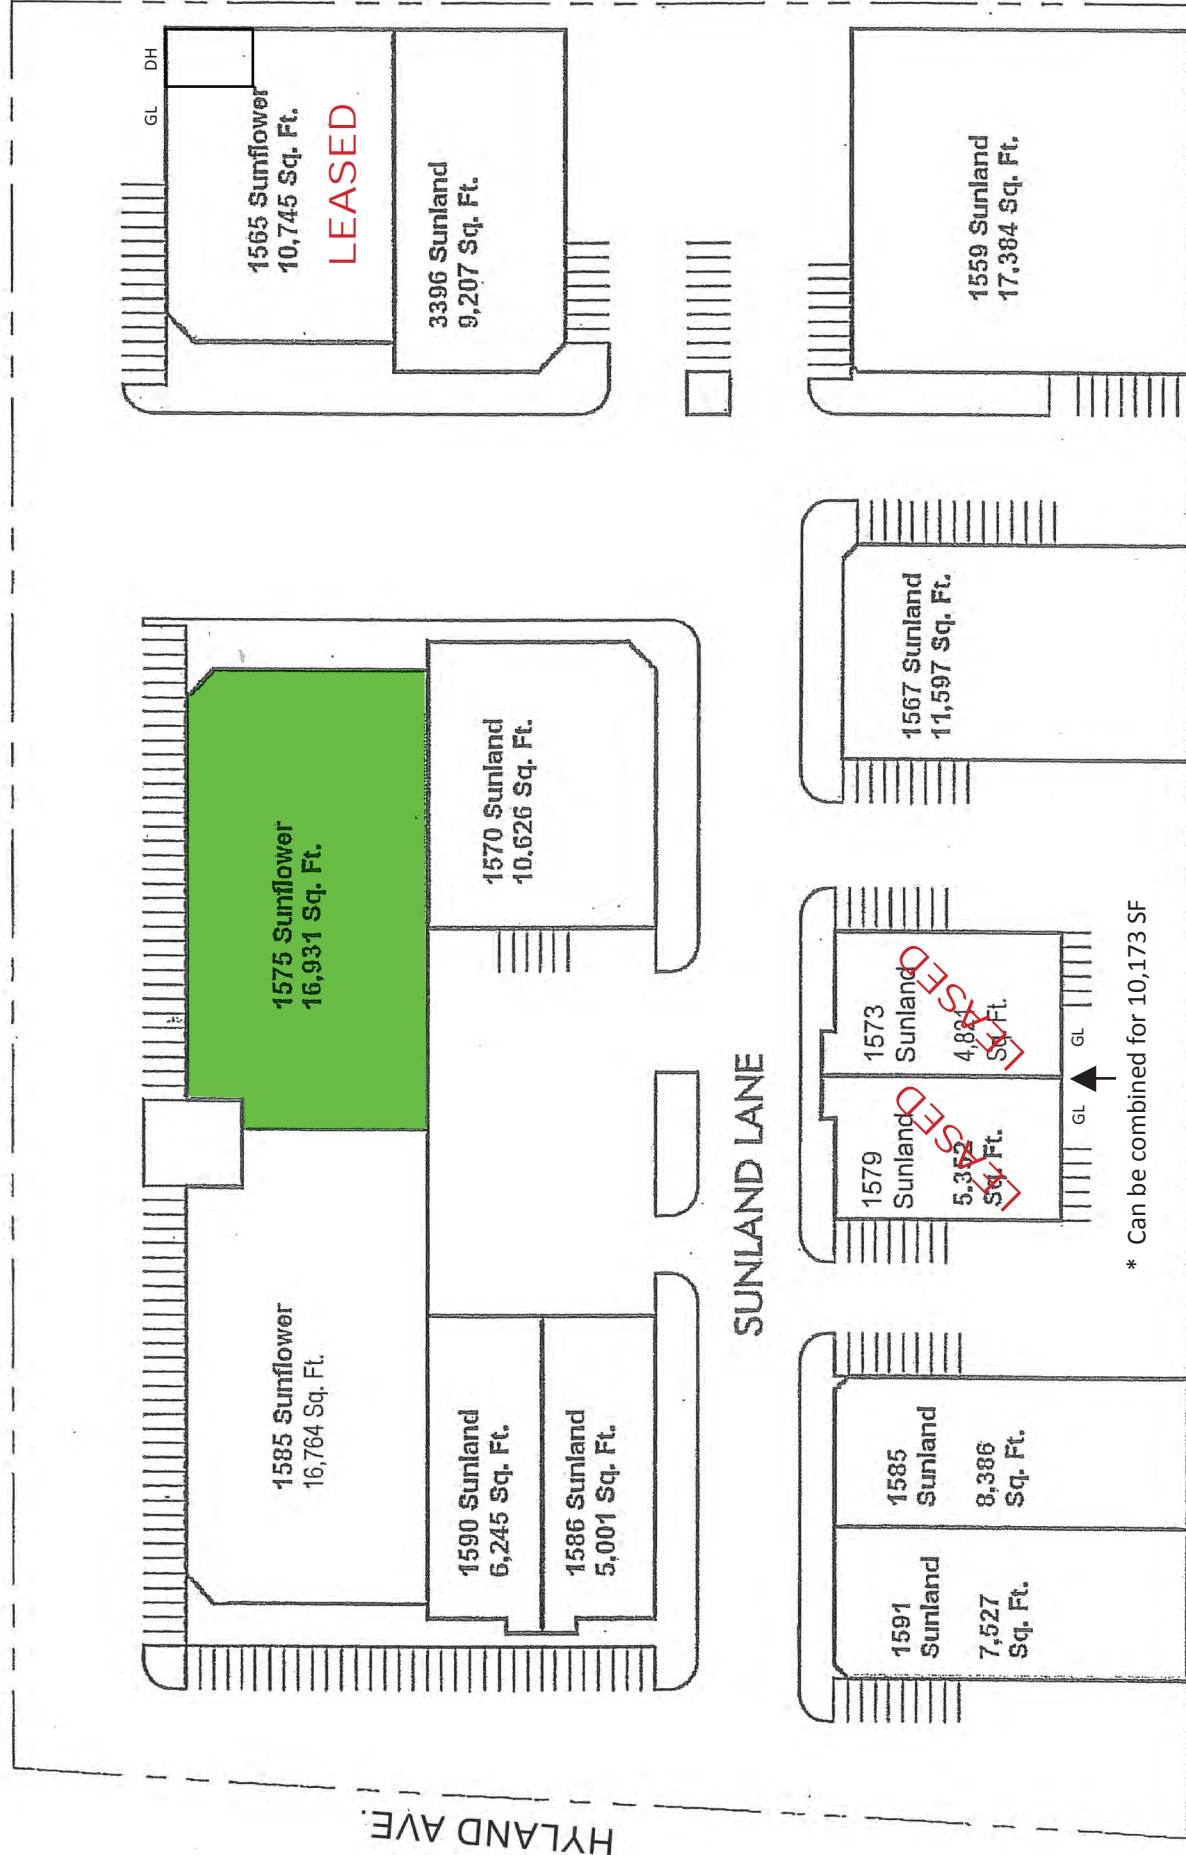 DH
GL
1565 Sunflower
10,745 Sq. Ft.
LEASED
3396 Sunland
9,207 Sq. Ft.
1559 Sunland
17,384 Sq. Ft.
1575 Sunflower
16,931 Sq. Ft.
1570 Sunland
10,626 Sq. Ft.
1567 Sunland
11,597 Sq. Ft.
1585 Sunflower
16,764 Sq. Ft.
1590 Sunland
6,245 Sq. Ft.
1586 Sunland
5,001 Sq. Ft.
SUNLAND LANE
1573
Sunland
4,821
Sq. Ft.
LEASED
GL
1579
Sunland
5,352
Sq. Ft.
LEASED
GL
* Can be combined for 10,173 SF
1585
Sunland
8,386
Sq. Ft.
1591
Sunland
7,527
Sq. Ft.
HYLAND AVE.